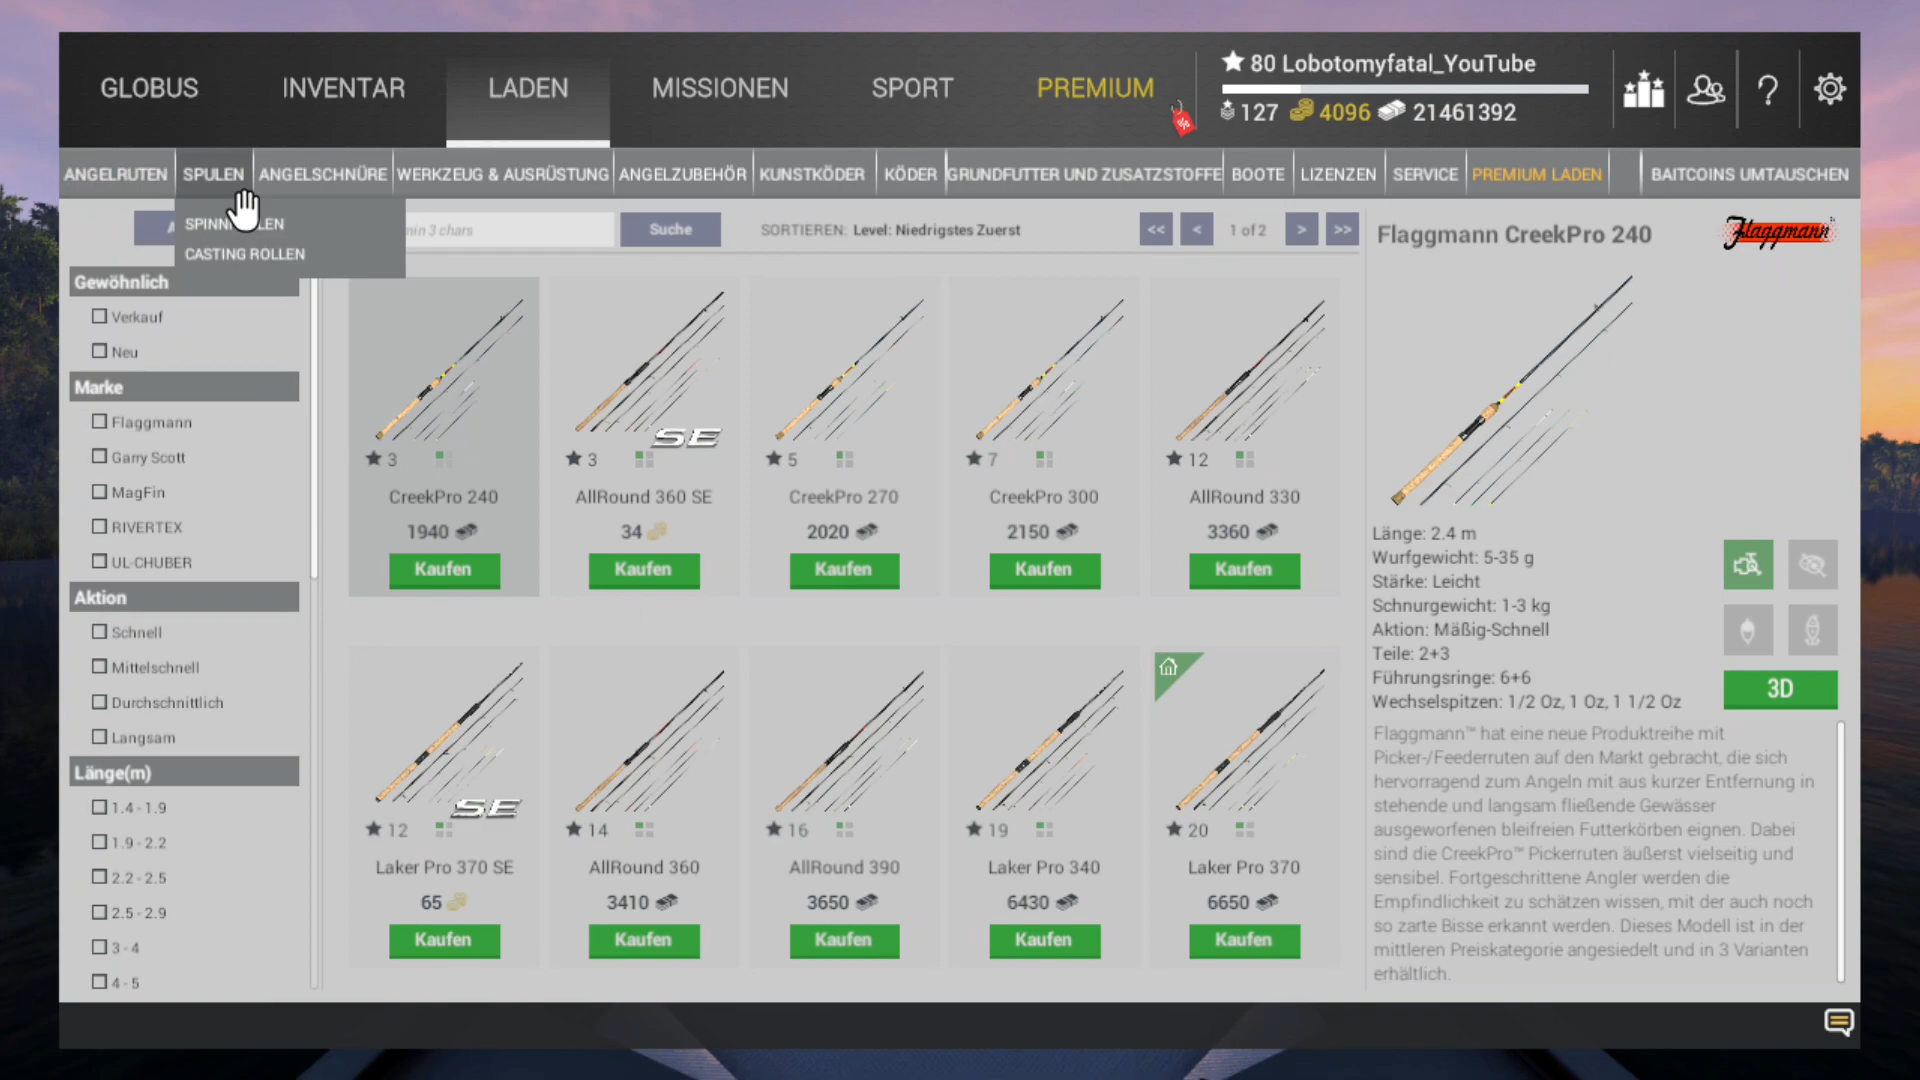 GLOBUS
INVENTAR
LADEN
MISSIONEN
SPORT
PREMIUM
80 Lobotomyfatal_YouTube
127 4096 21461392
ANGELRUTEN
SPULEN
ANGELSCHNÜRE
WERKZEUG & AUSRÜSTUNG
ANGELZUBEHÖR
KUNSTKÖDER
KÖDER
GRUNDFUTTER UND ZUSATZSTOFFE
BOOTE
LIZENZEN
SERVICE
PREMIUM LADEN
BAITCOINS UMTAUSCHEN
CASTING ROLLEN
3 chars
Suche
SORTIEREN: Level: Niedrigstes Zuerst
<< < 1 of 2 > >>
Gewöhnlich
Verkauf
Neu
Marke
Flaggmann
Garry Scott
MagFin
RIVERTEX
UL-CHUBER
Aktion
Schnell
Mittelschnell
Durchschnittlich
Langsam
Länge(m)
1.4 - 1.9
1.9 - 2.2
2.2 - 2.5
2.5 - 2.9
3 - 4
4 - 5
3
CreekPro 240
1940
Kaufen
SE
3
AllRound 360 SE
34
Kaufen
5
CreekPro 270
2020
Kaufen
7
CreekPro 300
2150
Kaufen
12
AllRound 330
3360
Kaufen
SE
12
Laker Pro 370 SE
65
Kaufen
14
AllRound 360
3410
Kaufen
16
AllRound 390
3650
Kaufen
19
Laker Pro 340
6430
Kaufen
20
Laker Pro 370
6650
Kaufen
Flaggmann CreekPro 240
Flaggmann
Länge: 2.4 m
Wurfgewicht: 5-35 g
Stärke: Leicht
Schnurgewicht: 1-3 kg
Aktion: Mäßig-Schnell
Teile: 2+3
Führungsringe: 6+6
Wechselspitzen: 1/2 Oz, 1 Oz, 1 1/2 Oz
3D
Flaggmann™ hat eine neue Produktreihe mit
Picker-/Feederruten auf den Markt gebracht, die sich
hervorragend zum Angeln mit aus kurzer Entfernung in
stehende und langsam fließende Gewässer
ausgeworfenen bleifreien Futterkörben eignen. Dabei
sind die CreekPro™ Pickerruten äußerst vielseitig und
sensibel. Fortgeschrittene Angler werden die
Empfindlichkeit zu schätzen wissen, mit der auch noch
so zarte Bisse erkannt werden. Dieses Modell ist in der
mittleren Preiskategorie angesiedelt und in 3 Varianten
erhältlich.